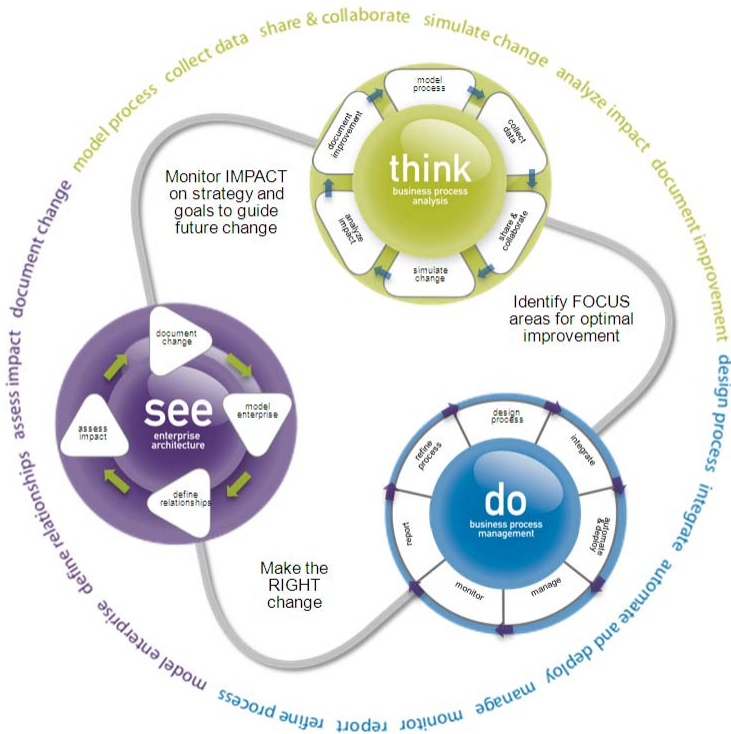 model process
collect data
share & collaborate
simulate change
analyze impact
document improvement
design process
integrate
automate and deploy
manage
monitor
report
refine process
model enterprise
define relationships
assess impact
document change
think
business process
analysis
model
process
collect
data
share &
collaborate
simulate
change
analyze
impact
document
improvement
Monitor IMPACT
on strategy and
goals to guide
future change
Identify FOCUS
areas for optimal
improvement
see
enterprise
architecture
document
change
model
enterprise
define
relationships
assess
impact
do
business process
management
design
process
integrate
automate
& deploy
manage
monitor
report
refine
process
Make the
RIGHT
change